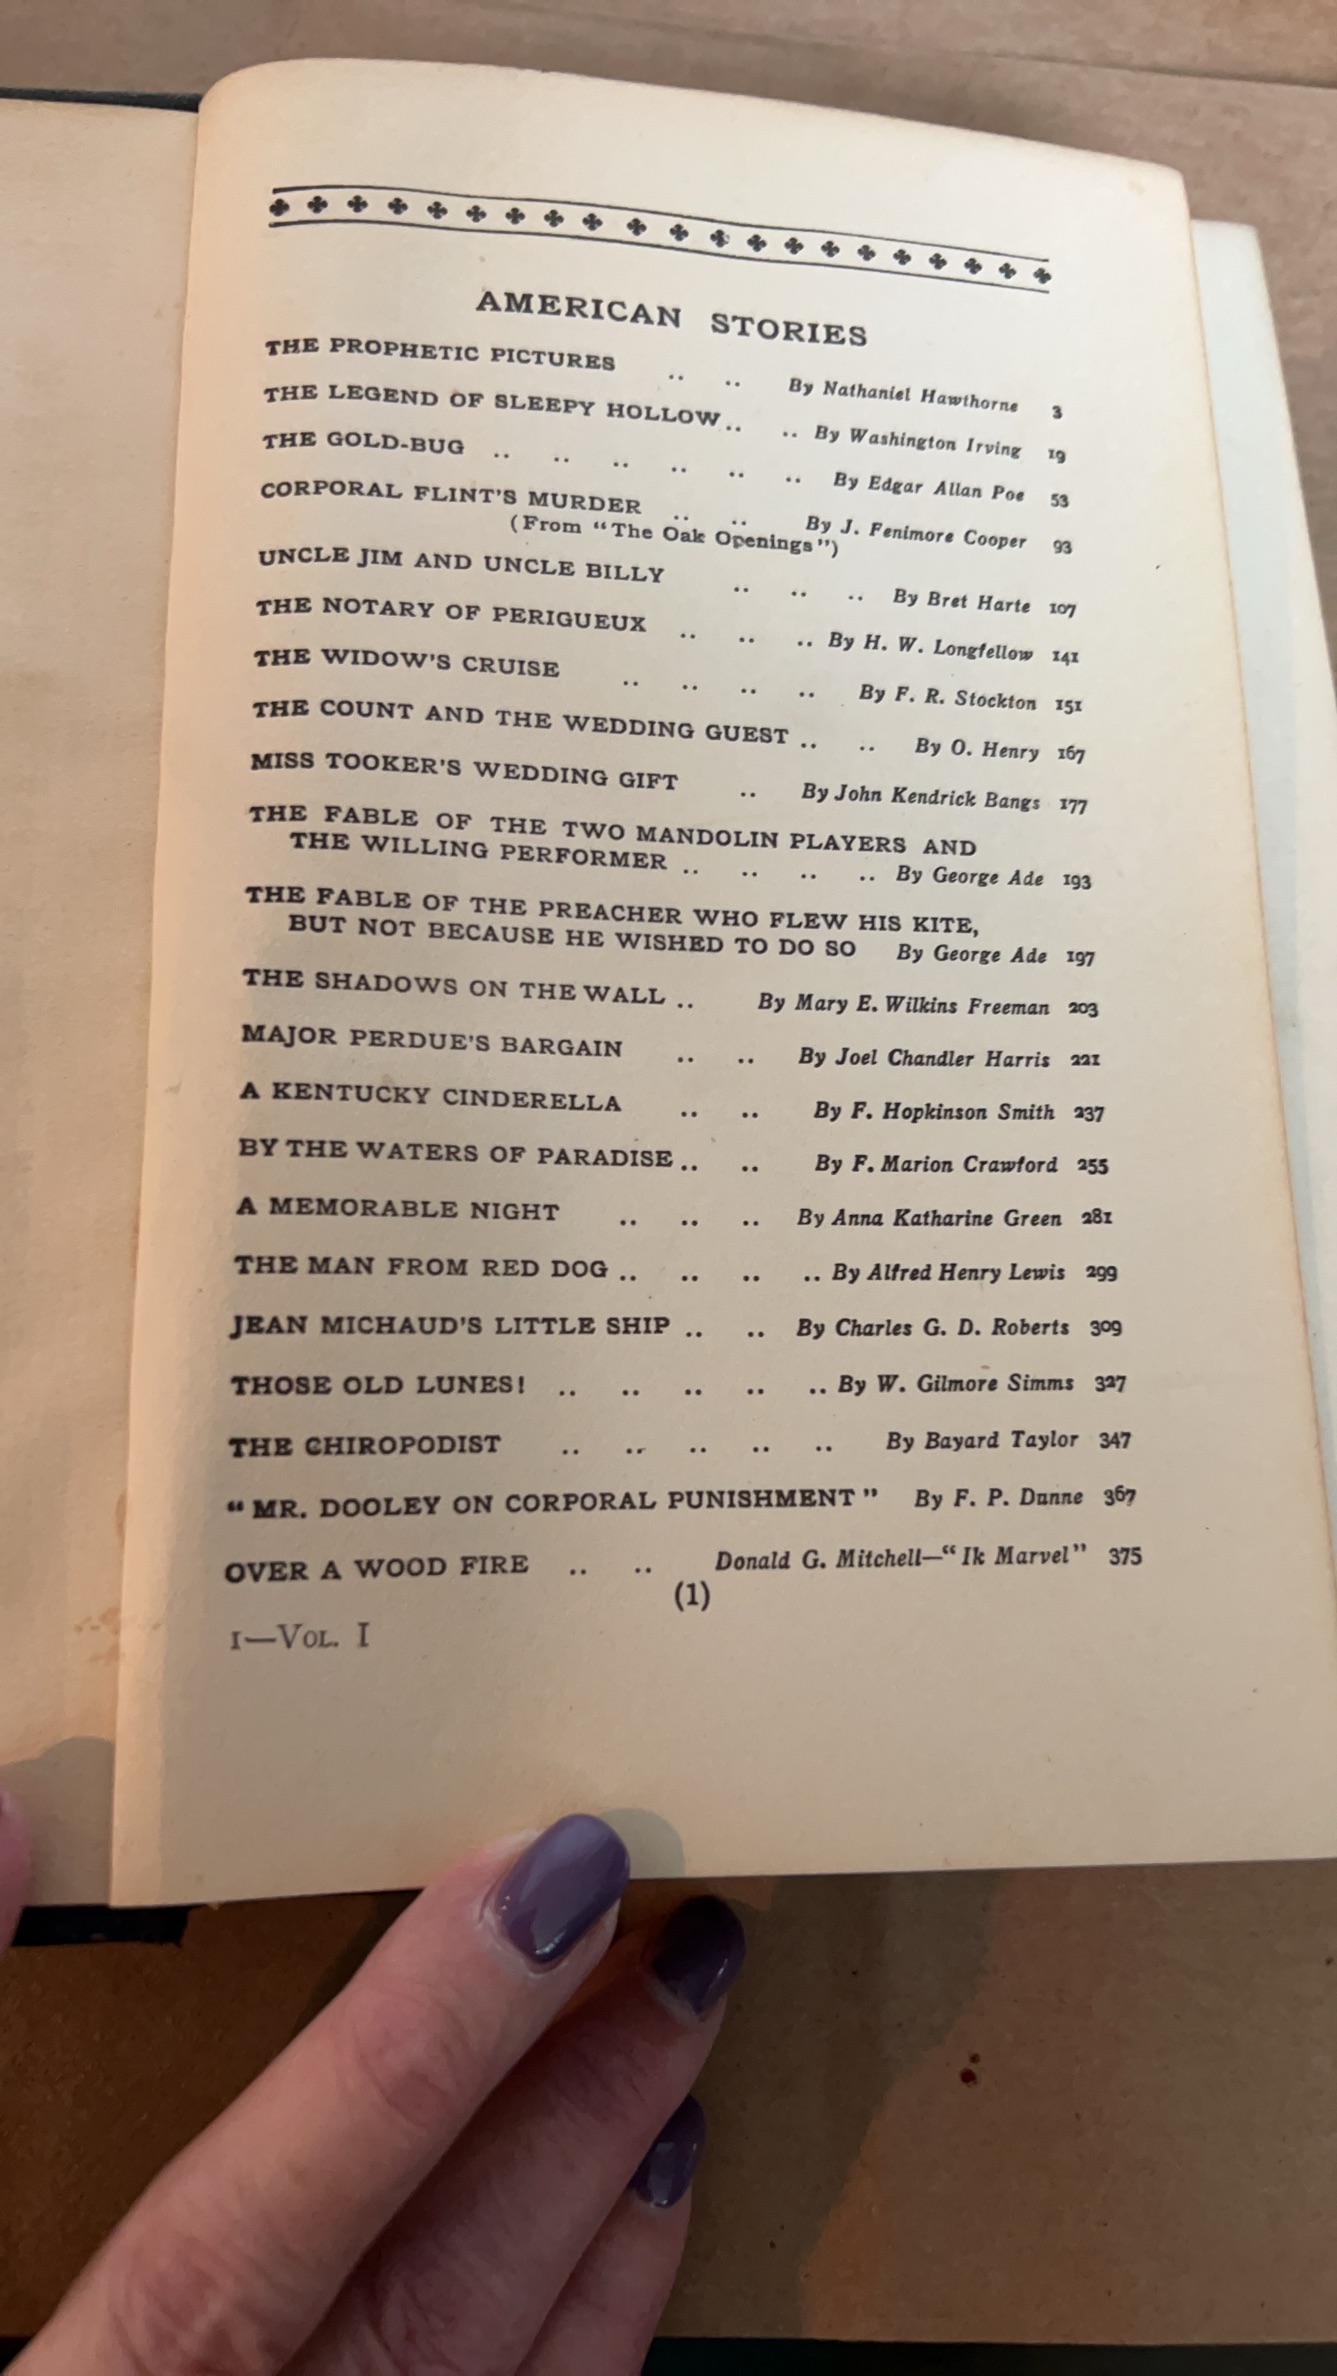 AMERICAN STORIES
THE PROPHETIC PICTURES .. .. By Nathaniel Hawthorne 3
THE LEGEND OF SLEEPY HOLLOW .. .. By Washington Irving 19
THE GOLD-BUG .. .. .. .. .. .. By Edgar Allan Poe 53
CORPORAL FLINT'S MURDER .. .. By J. Fenimore Cooper 93
(From "The Oak Openings")
UNCLE JIM AND UNCLE BILLY .. .. .. By Bret Harte 107
THE NOTARY OF PERIGUEUX .. .. .. By H. W. Longfellow 141
THE WIDOW'S CRUISE .. .. .. .. By F. R. Stockton 151
THE COUNT AND THE WEDDING GUEST .. .. By O. Henry 167
MISS TOOKER'S WEDDING GIFT .. By John Kendrick Bangs 177
THE FABLE OF THE TWO MANDOLIN PLAYERS AND
THE WILLING PERFORMER .. .. .. .. By George Ade 193
THE FABLE OF THE PREACHER WHO FLEW HIS KITE,
BUT NOT BECAUSE HE WISHED TO DO SO By George Ade 197
THE SHADOWS ON THE WALL .. By Mary E. Wilkins Freeman 203
MAJOR PERDUE'S BARGAIN .. .. By Joel Chandler Harris 221
A KENTUCKY CINDERELLA .. .. By F. Hopkinson Smith 237
BY THE WATERS OF PARADISE .. .. By F. Marion Crawford 255
A MEMORABLE NIGHT .. .. .. By Anna Katharine Green 281
THE MAN FROM RED DOG .. .. .. .. By Alfred Henry Lewis 299
JEAN MICHAUD'S LITTLE SHIP .. .. By Charles G. D. Roberts 309
THOSE OLD LUNES! .. .. .. .. .. By W. Gilmore Simms 327
THE CHIROPODIST .. .. .. .. .. By Bayard Taylor 347
"MR. DOOLEY ON CORPORAL PUNISHMENT" By F. P. Dunne 367
OVER A WOOD FIRE .. .. Donald G. Mitchell—"Ik Marvel" 375
(1)
I—VOL. I